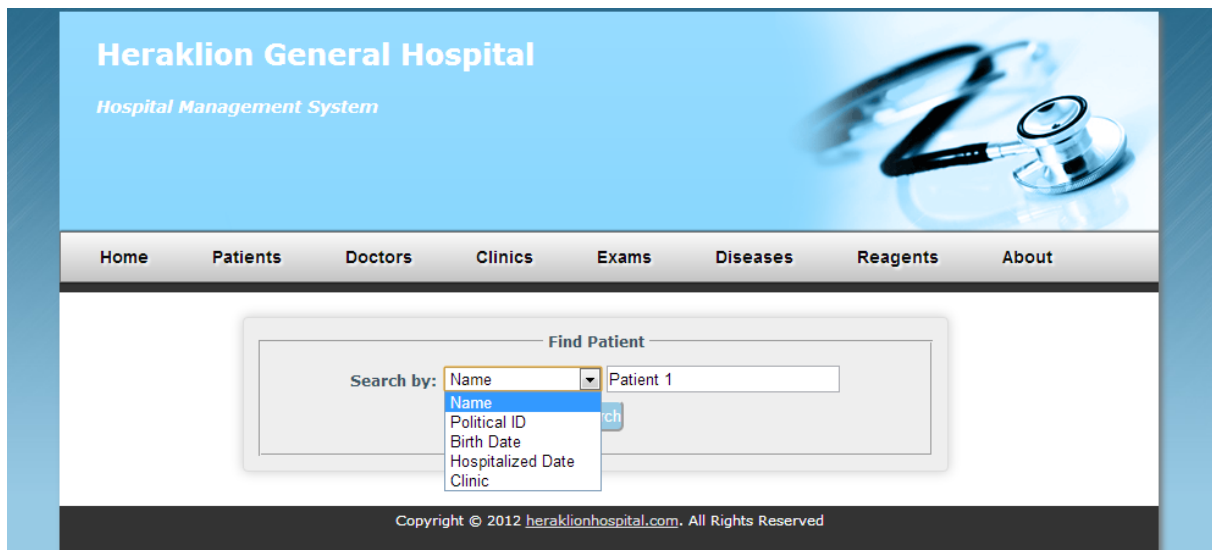 Heraklion General Hospital
Hospital Management System
Home Patients Doctors Clinics Exams Diseases Reagents About
Find Patient
Search by: Name Patient 1
Name
Political ID
Birth Date
Hospitalized Date
Clinic
Copyright © 2012 heraklionhospital.com. All Rights Reserved